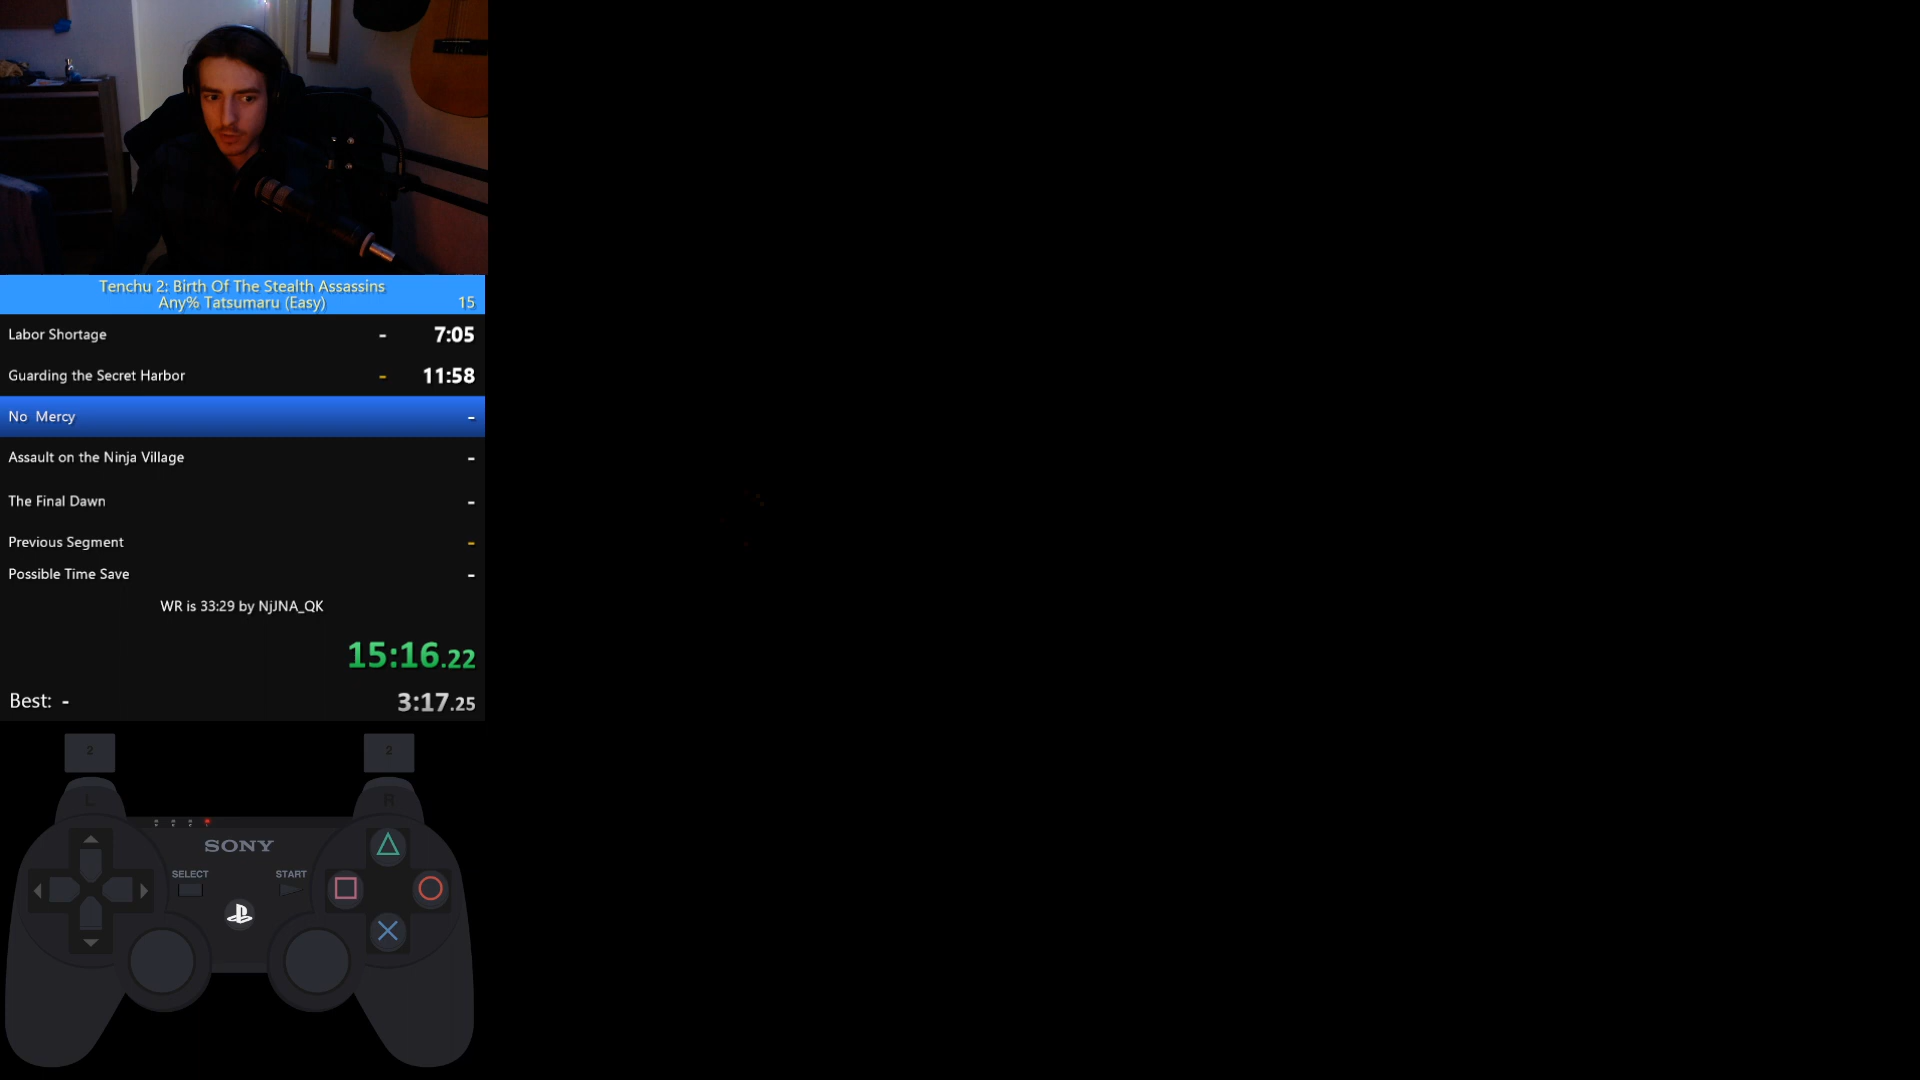 Tenchu 2: Birth Of The Stealth Assassins
Any% Tatsumaru (Easy) 15
Labor Shortage - 7:05
Guarding the Secret Harbor - 11:58
No Mercy -
Assault on the Ninja Village -
The Final Dawn -
Previous Segment -
Possible Time Save -
WR is 33:29 by NjJNA_QK
15:16.22
Best: - 3:17.25
2 2
L R
SONY
SELECT START